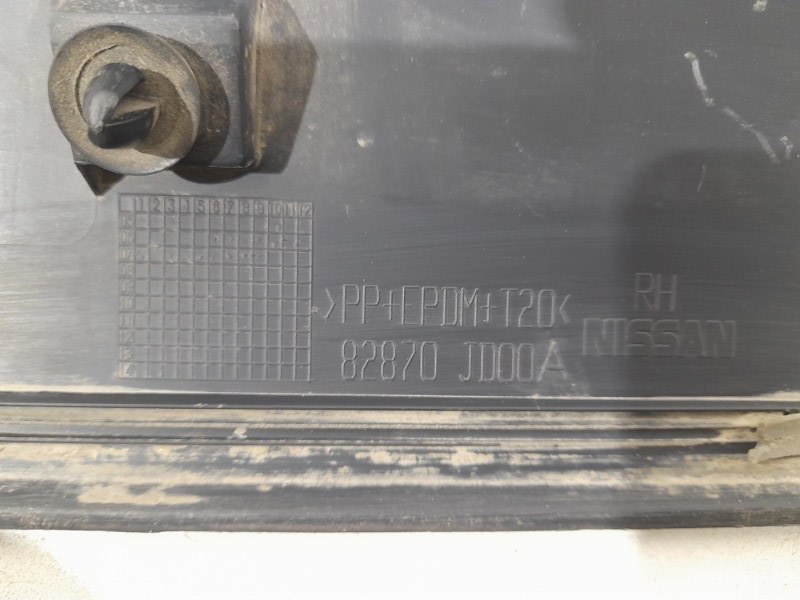 1 2 3 4 5 6 7 8 9 10 11 12
>PP+EPDM+T20<
RH
82870 JD00A
NISSAN